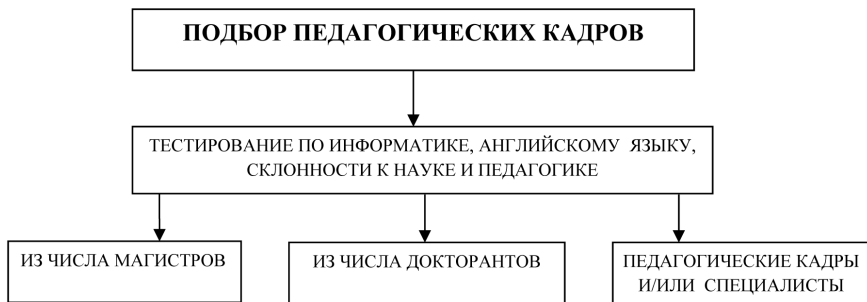 ПОДБОР ПЕДАГОГИЧЕСКИХ КАДРОВ
ТЕСТИРОВАНИЕ ПО ИНФОРМАТИКЕ, АНГЛИЙСКОМУ ЯЗЫКУ,
СКЛОННОСТИ К НАУКЕ И ПЕДАГОГИКЕ
ИЗ ЧИСЛА МАГИСТРОВ
ИЗ ЧИСЛА ДОКТОРАНТОВ
ПЕДАГОГИЧЕСКИЕ КАДРЫ
И/ИЛИ СПЕЦИАЛИСТЫ